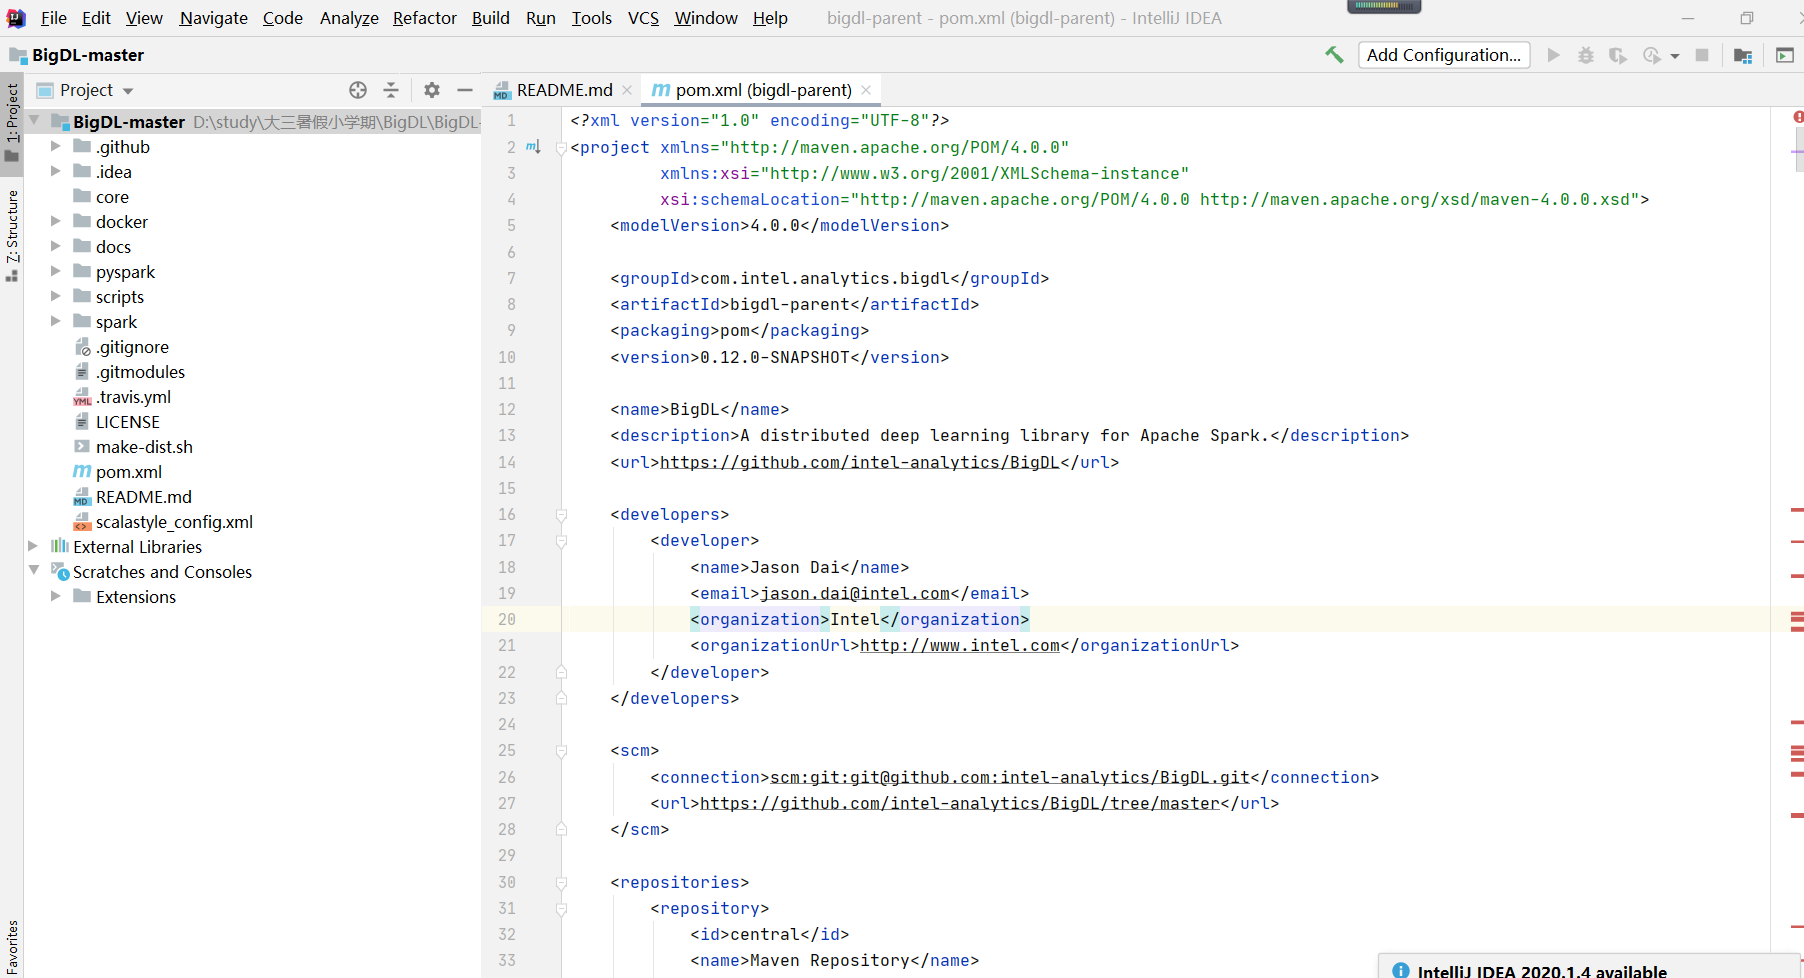 File Edit View Navigate Code Analyze Refactor Build Run Tools VCS Window Help bigdl-parent - pom.xml (bigdl-parent) - IntelliJ IDEA
BigDL-master Add Configuration...
Project README.md pom.xml (bigdl-parent)
1: Project
7: Structure
Favorites
BigDL-master D:\study\大三暑假小学期\BigDL\BigDL-
.github
.idea
core
docker
docs
pyspark
scripts
spark
.gitignore
.gitmodules
.travis.yml
LICENSE
make-dist.sh
pom.xml
README.md
scalastyle_config.xml
External Libraries
Scratches and Consoles
Extensions
1 <?xml version="1.0" encoding="UTF-8"?>
2 <project xmlns="http://maven.apache.org/POM/4.0.0"
3 xmlns:xsi="http://www.w3.org/2001/XMLSchema-instance"
4 xsi:schemaLocation="http://maven.apache.org/POM/4.0.0 http://maven.apache.org/xsd/maven-4.0.0.xsd">
5 <modelVersion>4.0.0</modelVersion>
6
7 <groupId>com.intel.analytics.bigdl</groupId>
8 <artifactId>bigdl-parent</artifactId>
9 <packaging>pom</packaging>
10 <version>0.12.0-SNAPSHOT</version>
11
12 <name>BigDL</name>
13 <description>A distributed deep learning library for Apache Spark.</description>
14 <url>https://github.com/intel-analytics/BigDL</url>
15
16 <developers>
17 <developer>
18 <name>Jason Dai</name>
19 <email>jason.dai@intel.com</email>
20 <organization>Intel</organization>
21 <organizationUrl>http://www.intel.com</organizationUrl>
22 </developer>
23 </developers>
24
25 <scm>
26 <connection>scm:git:git@github.com:intel-analytics/BigDL.git</connection>
27 <url>https://github.com/intel-analytics/BigDL/tree/master</url>
28 </scm>
29
30 <repositories>
31 <repository>
32 <id>central</id>
33 <name>Maven Repository</name>
IntelliJ IDEA 2020.1.4 available